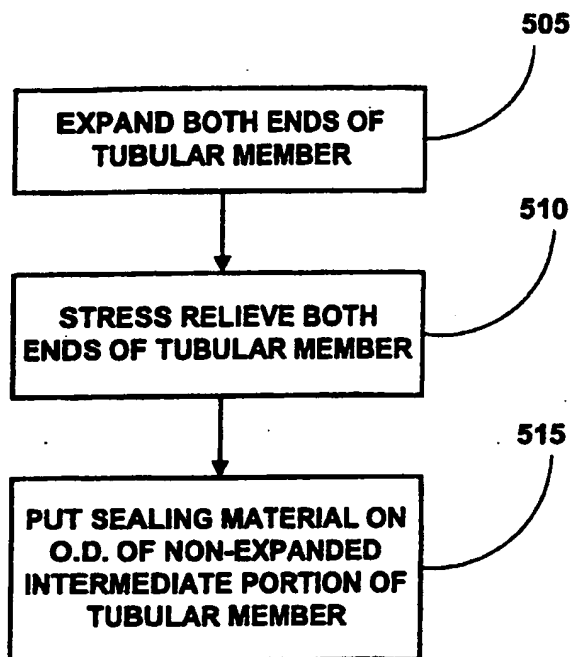 505
EXPAND BOTH ENDS OF
TUBULAR MEMBER
510
STRESS RELIEVE BOTH
ENDS OF TUBULAR MEMBER
515
PUT SEALING MATERIAL ON
O.D. OF NON-EXPANDED
INTERMEDIATE PORTION OF
TUBULAR MEMBER